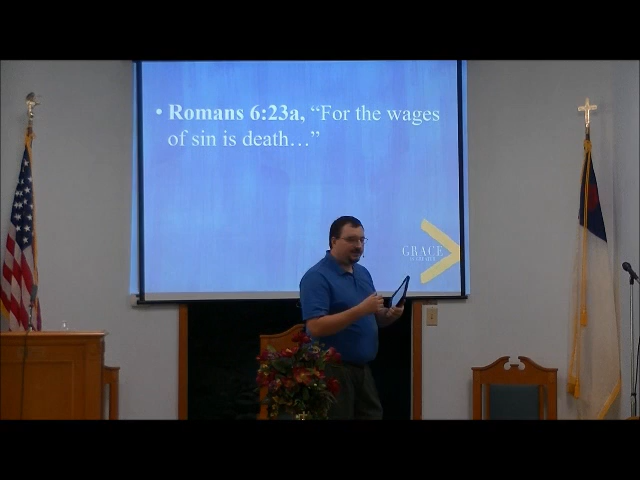 • Romans 6:23a, “For the wages
of sin is death…”
GRACE